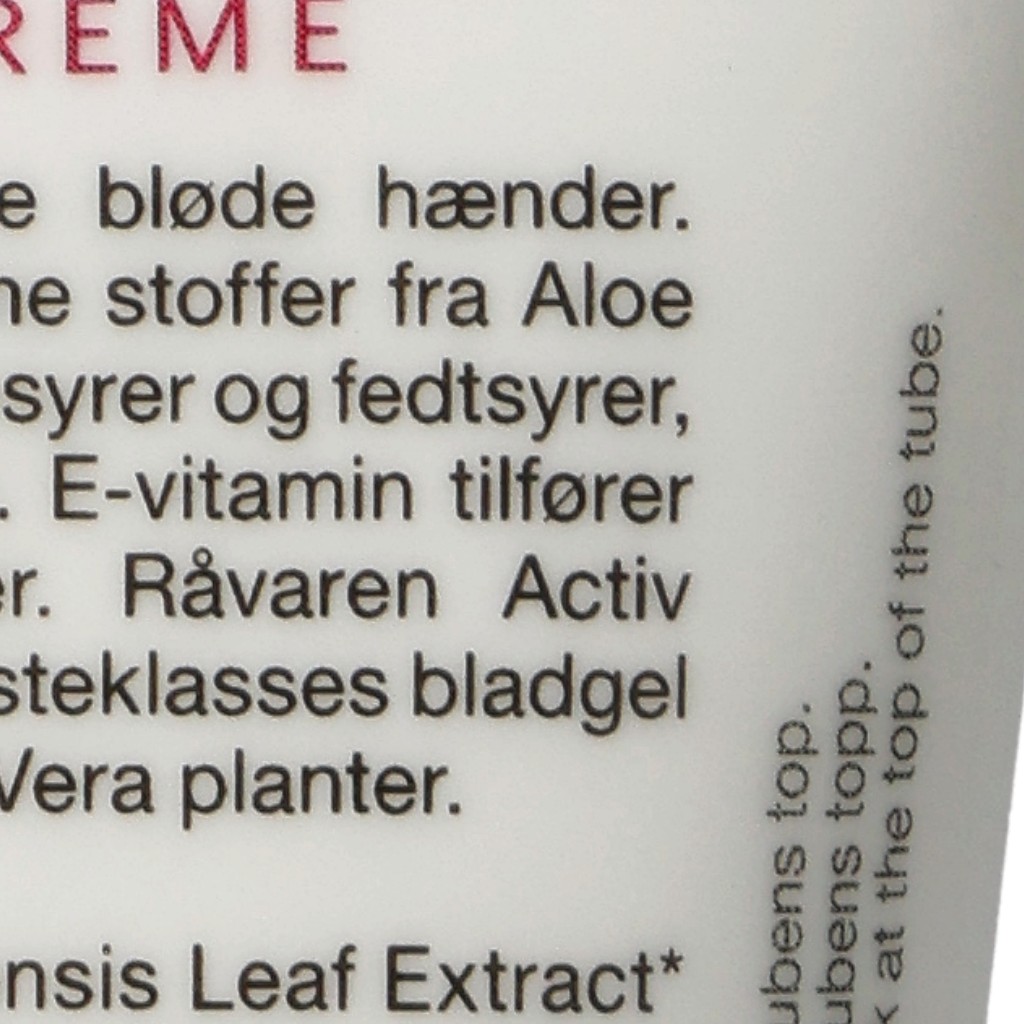 REME
e bløde hænder.
ne stoffer fra Aloe
syrer og fedtsyrer,
. E-vitamin tilfører
er. Råvaren Activ
steklasses bladgel
Vera planter.
nsis Leaf Extract*
ubens top.
ubens topp.
x at the top of the tube.